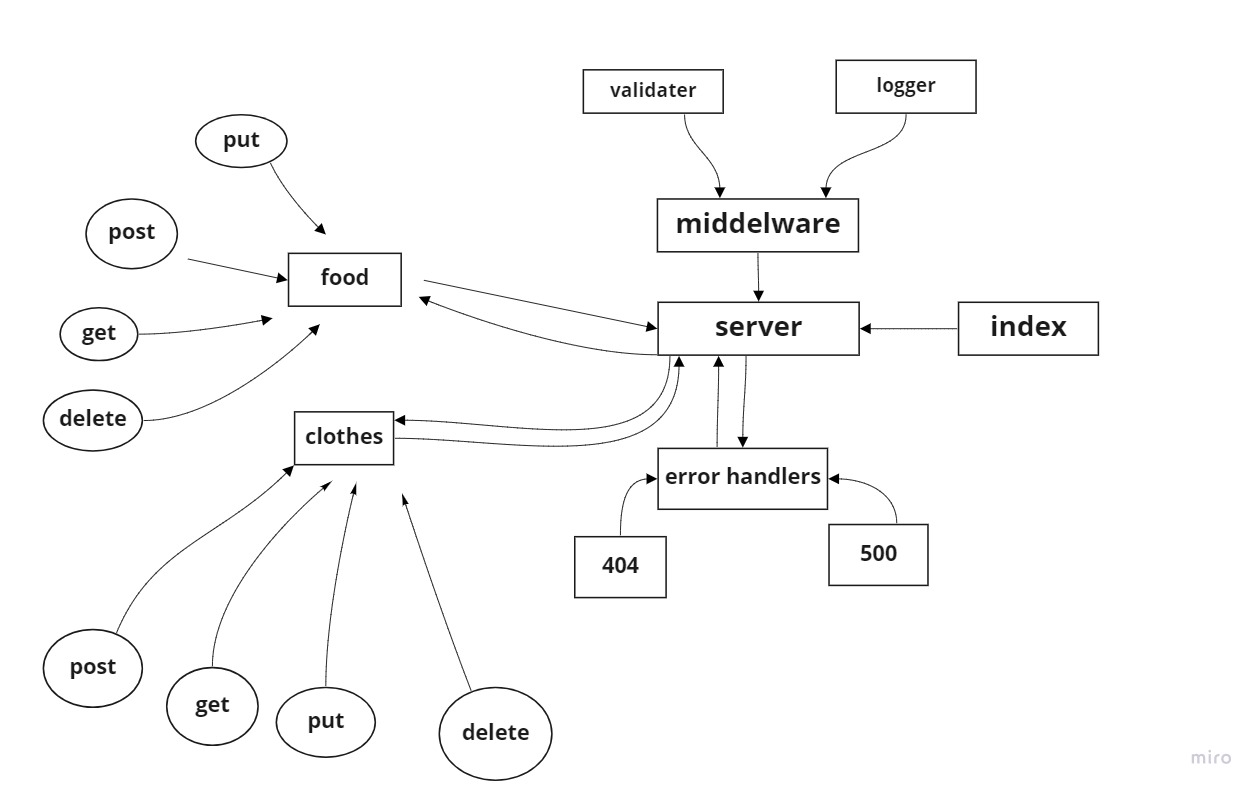 validater
logger
put
post
middelware
food
get
server
index
delete
clothes
error handlers
404
500
post
get
put
delete
miro